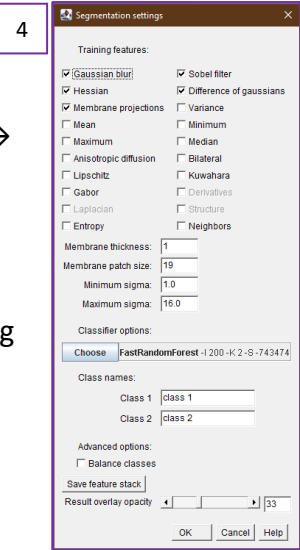 4
Segmentation settings
Training features:
Gaussian blur Sobel filter
Hessian Difference of gaussians
Membrane projections Variance
Mean Minimum
Maximum Median
Anisotropic diffusion Bilateral
Lipschitz Kuwahara
Gabor Derivatives
Laplacian Structure
Entropy Neighbors
Membrane thickness: 1
Membrane patch size: 19
Minimum sigma: 1.0
Maximum sigma: 16.0
g
Classifier options:
Choose FastRandomForest -I 200 -K 2 -S -743474
Class names:
Class 1 class 1
Class 2 class 2
Advanced options:
Balance classes
Save feature stack
Result overlay opacity 33
OK Cancel Help